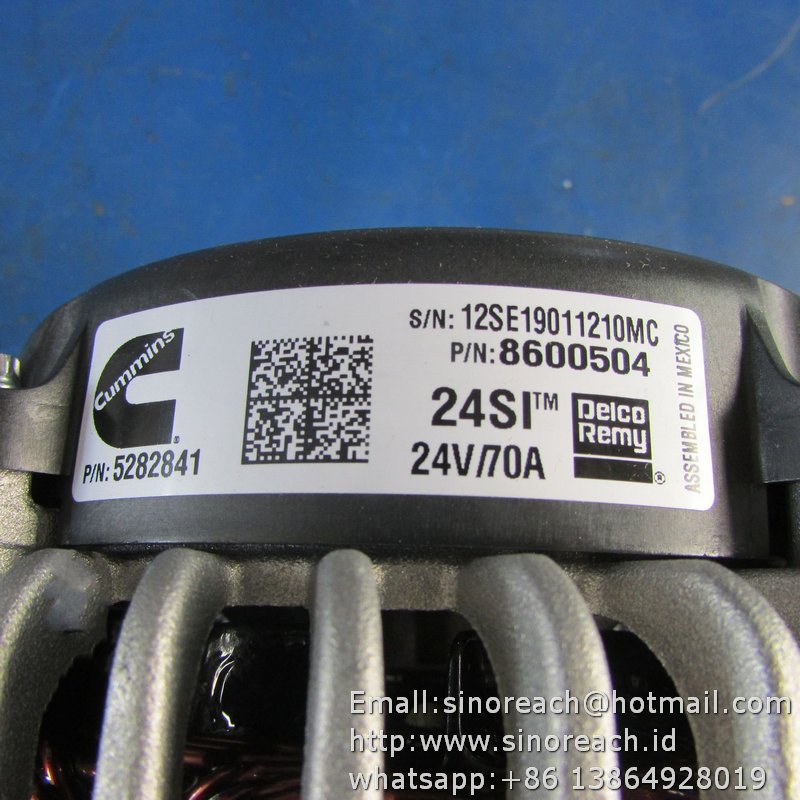 Cummins
®
P/N: 5282841
S/N: 12SE19011210MC
P/N: 8600504
24SI™
24V/70A
Delco
Remy
®
ASSEMBLED IN MEXICO
Email:sinoreach@hotmail.com
http:www.sinoreach.id
whatsapp:+86 13864928019